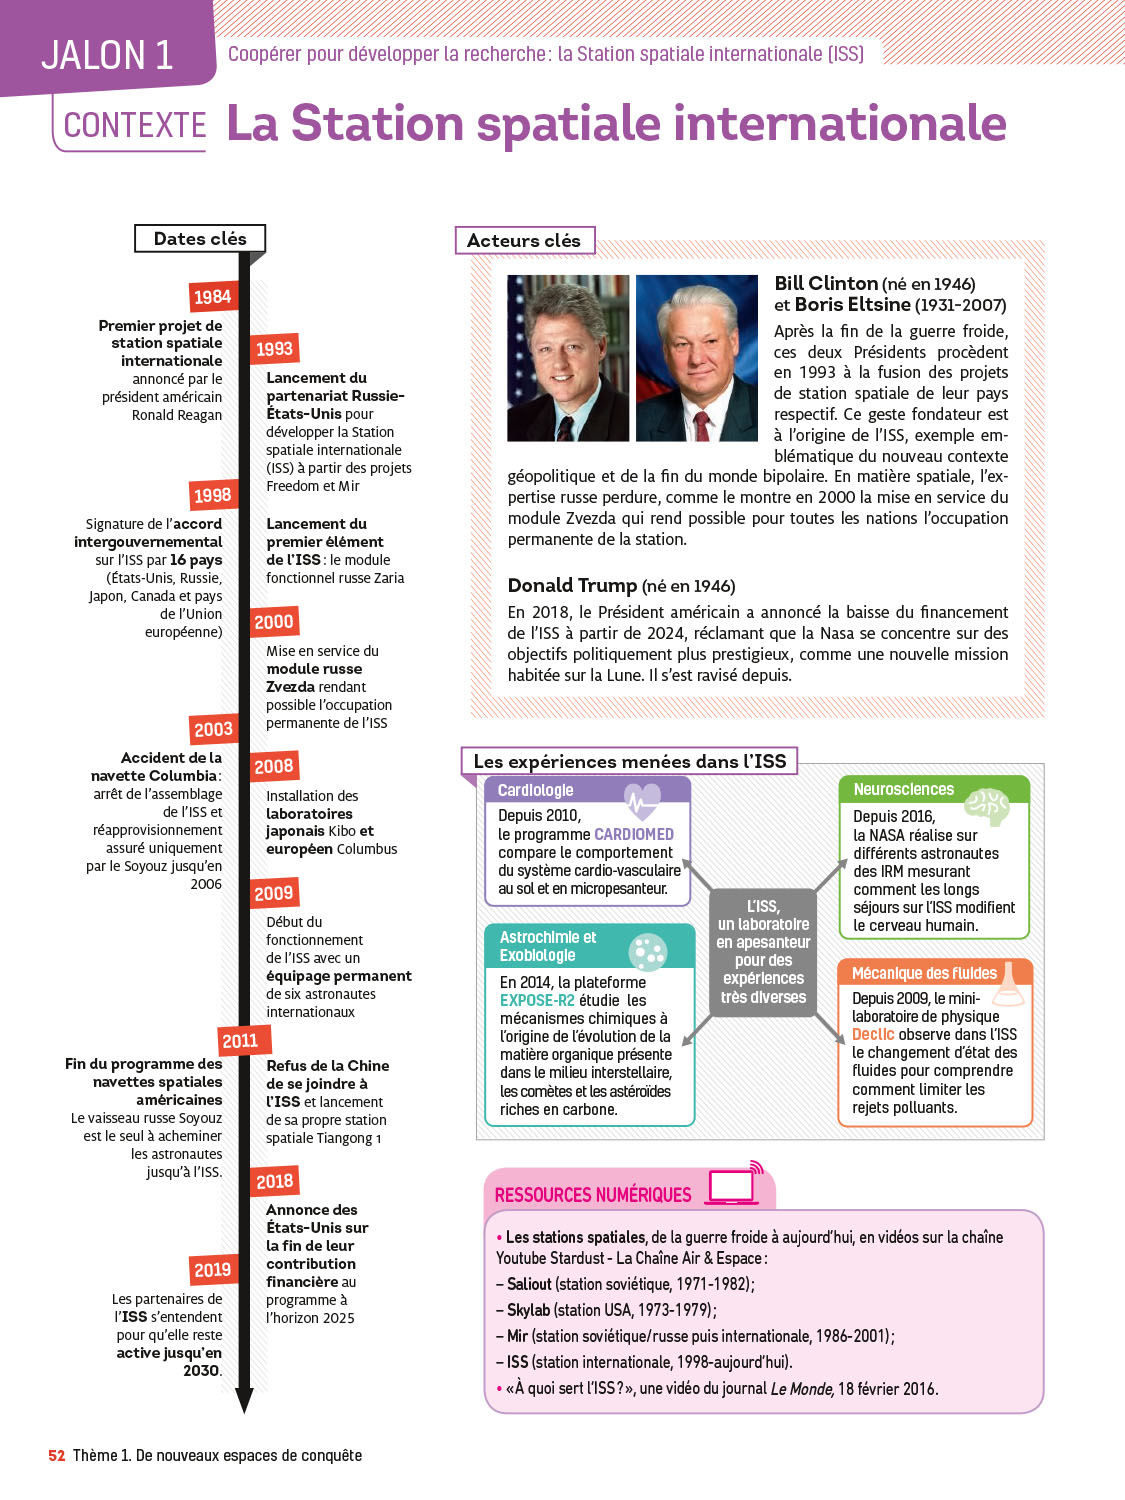 JALON 1
Coopérer pour développer la recherche : la Station spatiale internationale (ISS)
CONTEXTE La Station spatiale internationale
Dates clés
1984
Premier projet de
station spatiale
internationale
annoncé par le
président américain
Ronald Reagan
1993
Lancement du
partenariat Russie-
États-Unis pour
développer la Station
spatiale internationale
(ISS) à partir des projets
Freedom et Mir
1998
Signature de l'accord
intergouvernemental
sur l'ISS par 16 pays
(États-Unis, Russie,
Japon, Canada et pays
de l'Union
européenne)
Lancement du
premier élément
de l'ISS : le module
fonctionnel russe Zaria
2000
Mise en service du
module russe
Zvezda rendant
possible l'occupation
permanente de l'ISS
2003
Accident de la
navette Columbia :
arrêt de l'assemblage
de l'ISS et
réapprovisionnement
assuré uniquement
par le Soyouz jusqu'en
2006
2008
Installation des
laboratoires
japonais Kibo et
européen Columbus
2009
Début du
fonctionnement
de l'ISS avec un
équipage permanent
de six astronautes
internationaux
2011
Fin du programme des
navettes spatiales
américaines
Le vaisseau russe Soyouz
est le seul à acheminer
les astronautes
jusqu'à l'ISS.
Refus de la Chine
de se joindre à
l'ISS et lancement
de sa propre station
spatiale Tiangong 1
2018
Annonce des
États-Unis sur
la fin de leur
contribution
financière au
programme à
l'horizon 2025
2019
Les partenaires de
l'ISS s'entendent
pour qu'elle reste
active jusqu'en
2030.
Acteurs clés
Bill Clinton (né en 1946)
et Boris Eltsine (1931-2007)
Après la fin de la guerre froide,
ces deux Présidents procèdent
en 1993 à la fusion des projets
de station spatiale de leur pays
respectif. Ce geste fondateur est
à l'origine de l'ISS, exemple em-
blématique du nouveau contexte
géopolitique et de la fin du monde bipolaire. En matière spatiale, l'ex-
pertise russe perdure, comme le montre en 2000 la mise en service du
module Zvezda qui rend possible pour toutes les nations l'occupation
permanente de la station.
Donald Trump (né en 1946)
En 2018, le Président américain a annoncé la baisse du financement
de l'ISS à partir de 2024, réclamant que la Nasa se concentre sur des
objectifs politiquement plus prestigieux, comme une nouvelle mission
habitée sur la Lune. Il s'est ravisé depuis.
Les expériences menées dans l'ISS
Cardiologie
Depuis 2010,
le programme CARDIOMED
compare le comportement
du système cardio-vasculaire
au sol et en micropesanteur.
Neurosciences
Depuis 2016,
la NASA réalise sur
différents astronautes
des IRM mesurant
comment les longs
séjours sur l'ISS modifient
le cerveau humain.
L'ISS,
un laboratoire
en apesanteur
pour des
expériences
très diverses
Astrochimie et
Exobiologie
En 2014, la plateforme
EXPOSE-R2 étudie les
mécanismes chimiques à
l'origine de l'évolution de la
matière organique présente
dans le milieu interstellaire,
les comètes et les astéroïdes
riches en carbone.
Mécanique des fluides
Depuis 2009, le mini-
laboratoire de physique
Declic observe dans l'ISS
le changement d'état des
fluides pour comprendre
comment limiter les
rejets polluants.
RESSOURCES NUMÉRIQUES
• Les stations spatiales, de la guerre froide à aujourd'hui, en vidéos sur la chaîne
Youtube Stardust - La Chaîne Air & Espace :
– Saliout (station soviétique, 1971-1982) ;
– Skylab (station USA, 1973-1979) ;
– Mir (station soviétique/russe puis internationale, 1986-2001) ;
– ISS (station internationale, 1998-aujourd'hui).
• « À quoi sert l'ISS ? », une vidéo du journal Le Monde, 18 février 2016.
52 Thème 1. De nouveaux espaces de conquête